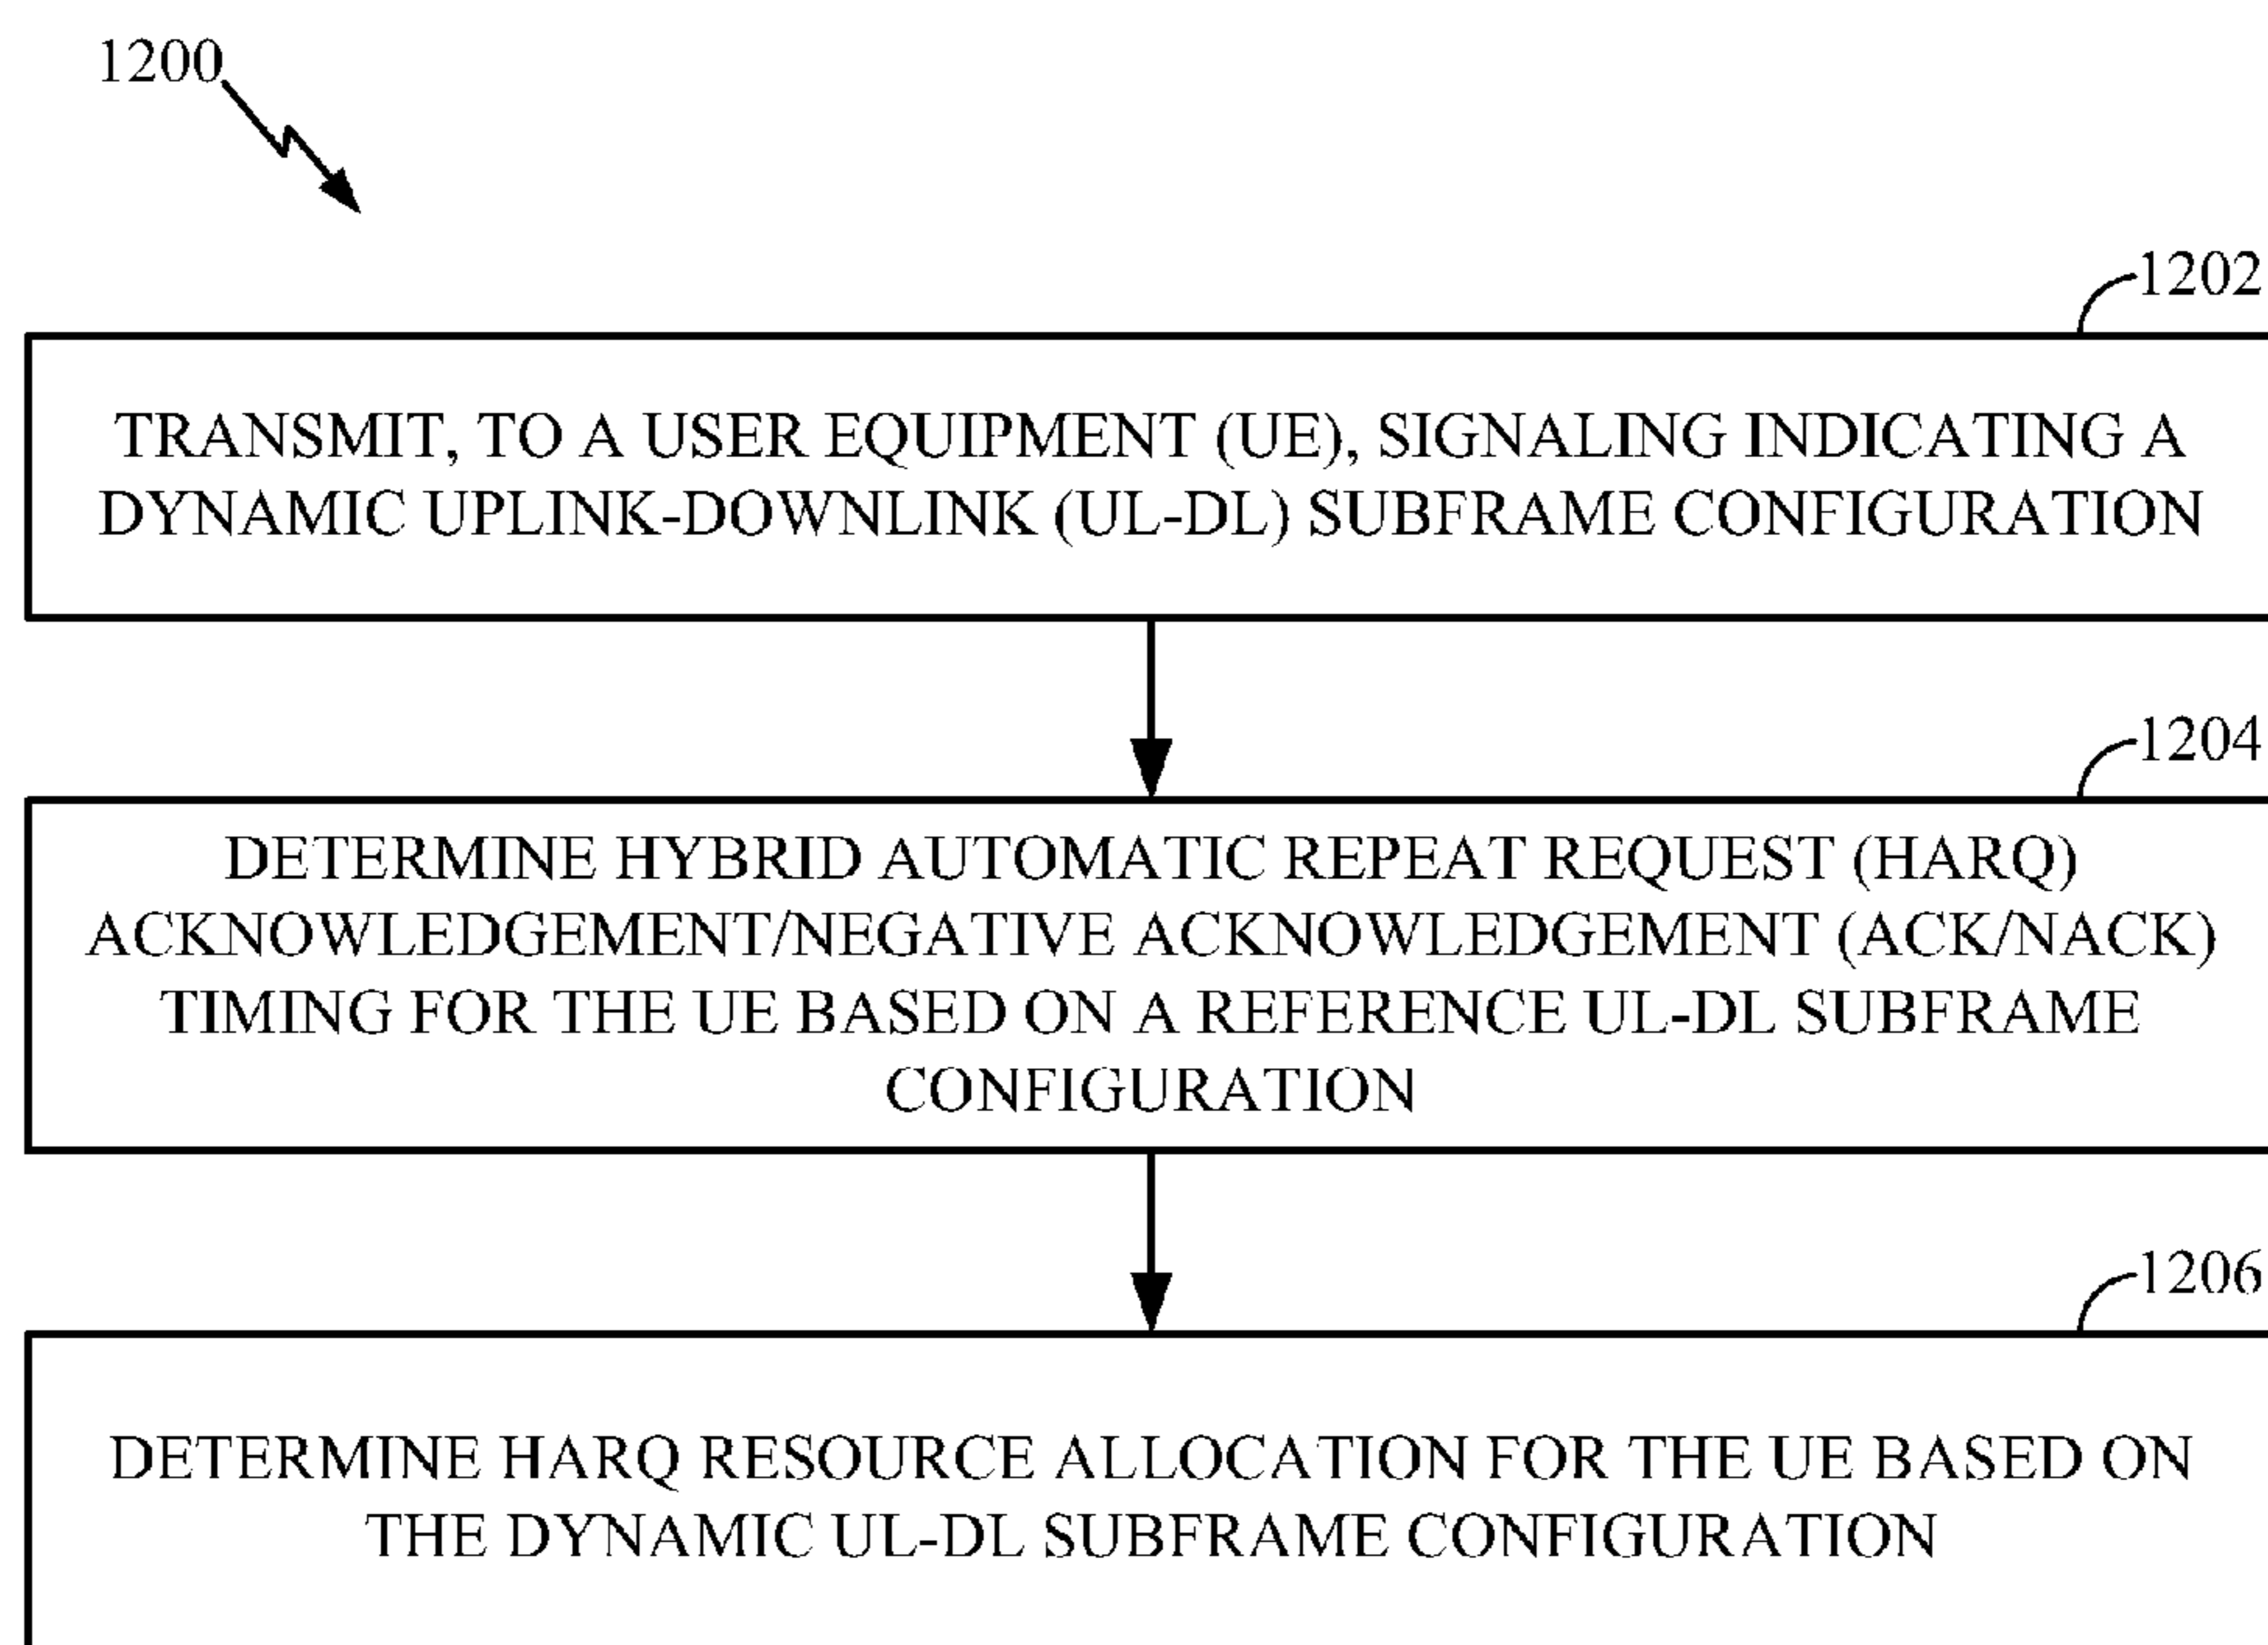 1200
1202
TRANSMIT, TO A USER EQUIPMENT (UE), SIGNALING INDICATING A
DYNAMIC UPLINK-DOWNLINK (UL-DL) SUBFRAME CONFIGURATION
1204
DETERMINE HYBRID AUTOMATIC REPEAT REQUEST (HARQ)
ACKNOWLEDGEMENT/NEGATIVE ACKNOWLEDGEMENT (ACK/NACK)
TIMING FOR THE UE BASED ON A REFERENCE UL-DL SUBFRAME
CONFIGURATION
1206
DETERMINE HARQ RESOURCE ALLOCATION FOR THE UE BASED ON
THE DYNAMIC UL-DL SUBFRAME CONFIGURATION